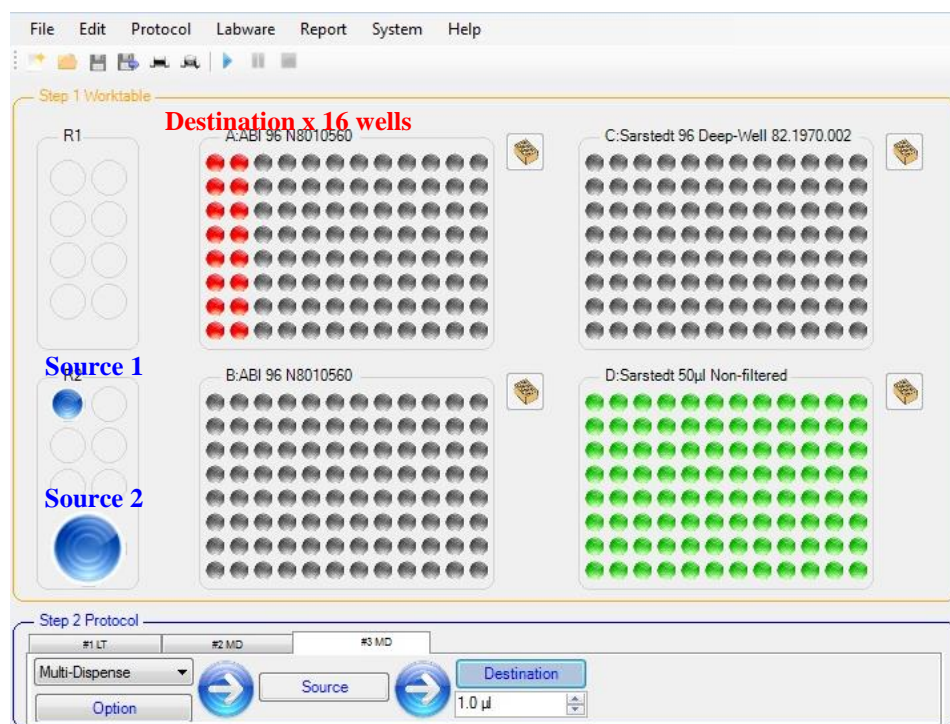 File Edit Protocol Labware Report System Help
Step 1 Worktable
Destination x 16 wells
R1
A:ABI 96 N8010560
C:Sarstedt 96 Deep-Well 82.1970.002
Source 1
R2
B:ABI 96 N8010560
D:Sarstedt 50µl Non-filtered
Source 2
Step 2 Protocol
#1 LT #2 MD #3 MD
Multi-Dispense Source Destination
Option 1.0 µl